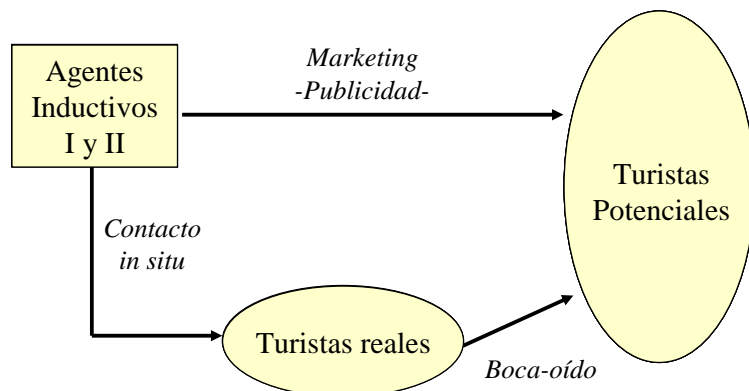 Agentes
Inductivos
I y II
Marketing
-Publicidad-
Turistas
Potenciales
Contacto
in situ
Turistas reales
Boca-oído